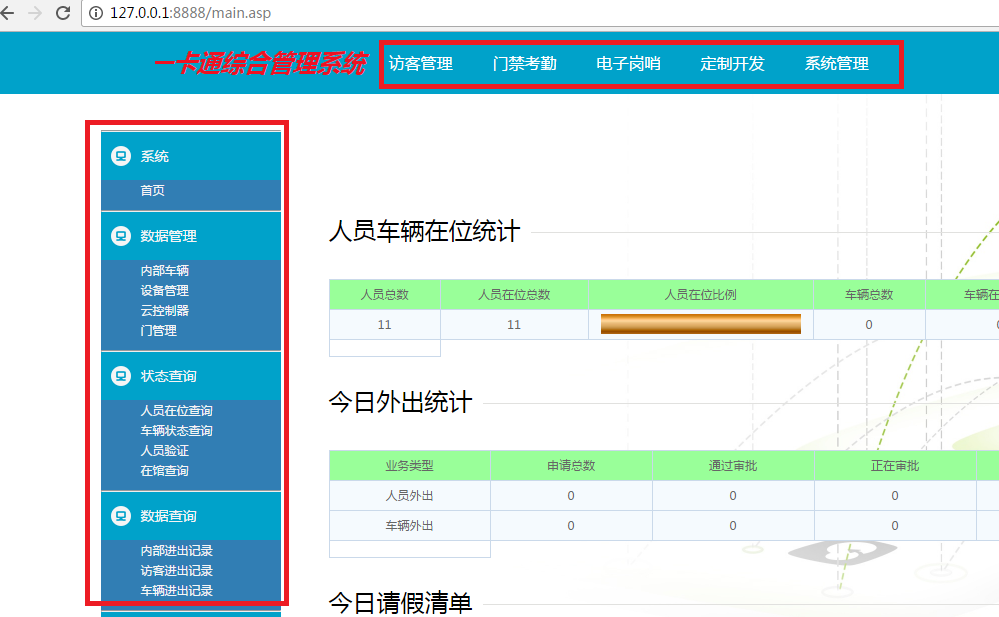 127.0.0.1:8888/main.asp
一卡通综合管理系统 访客管理 门禁考勤 电子岗哨 定制开发 系统管理
系统
首页
数据管理
内部车辆
设备管理
云控制器
门管理
状态查询
人员在位查询
车辆状态查询
人员验证
在馆查询
数据查询
内部进出记录
访客进出记录
车辆进出记录
人员车辆在位统计
人员总数 人员在位总数 人员在位比例 车辆总数 车辆在
11 11 0
今日外出统计
业务类型 申请总数 通过审批 正在审批
人员外出 0 0 0
车辆外出 0 0 0
今日请假清单